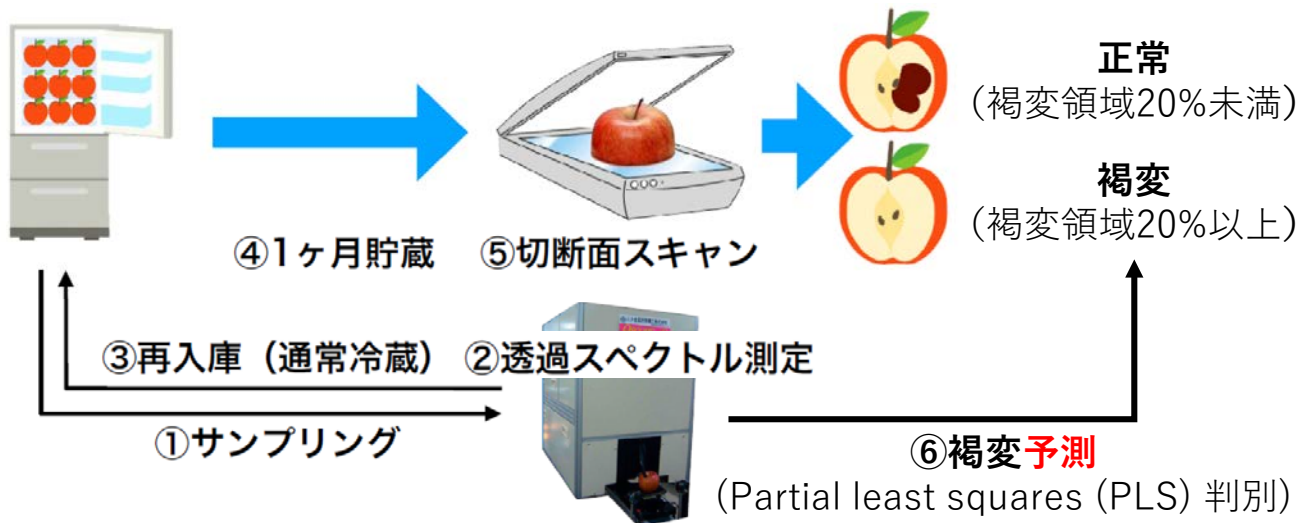 正常
(褐変領域20%未満)
褐変
(褐変領域20%以上)
④1ヶ月貯蔵
⑤切断面スキャン
③再入庫（通常冷蔵）
②透過スペクトル測定
①サンプリング
⑥褐変予測
(Partial least squares (PLS) 判別)